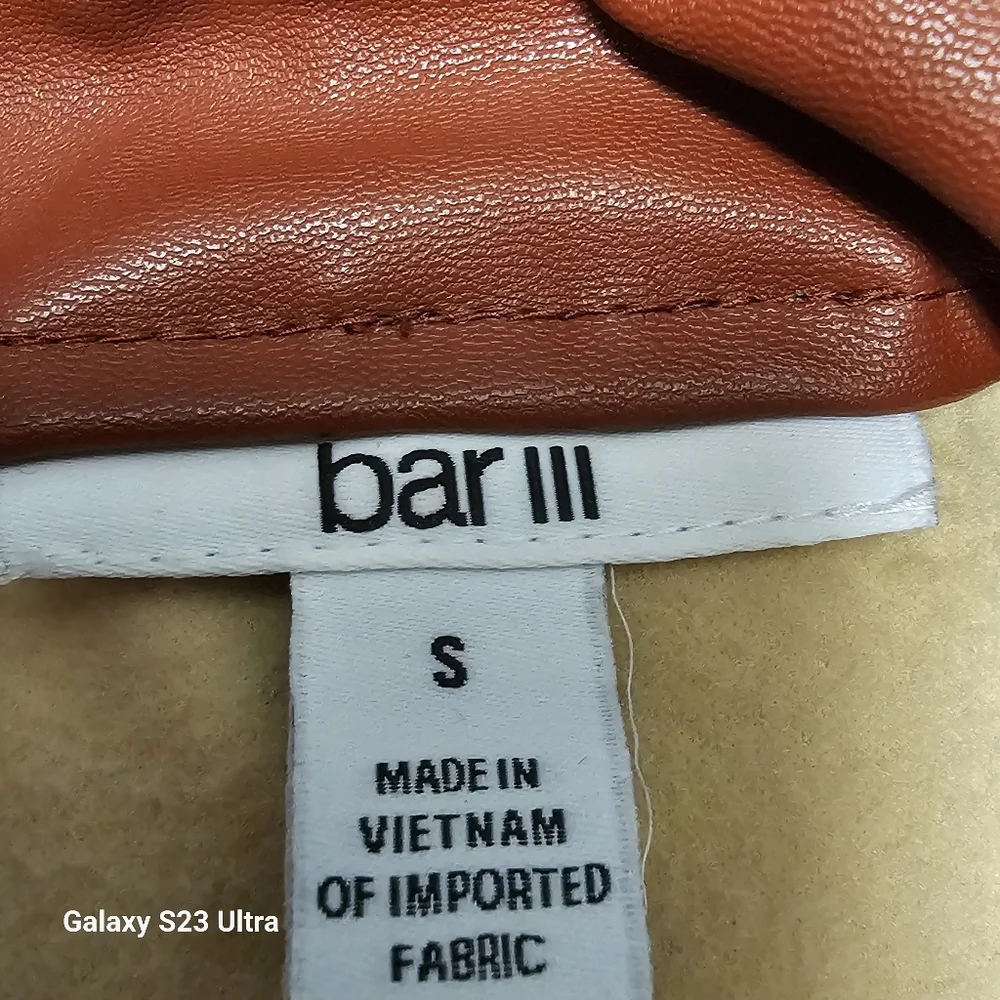 bar III
S
MADE IN
VIETNAM
OF IMPORTED
FABRIC
Galaxy S23 Ultra